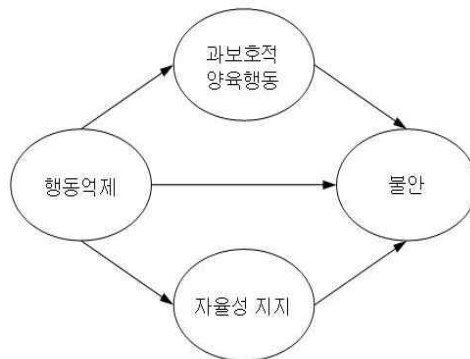 과보호적
양육행동
행동억제
불안
자율성 지지